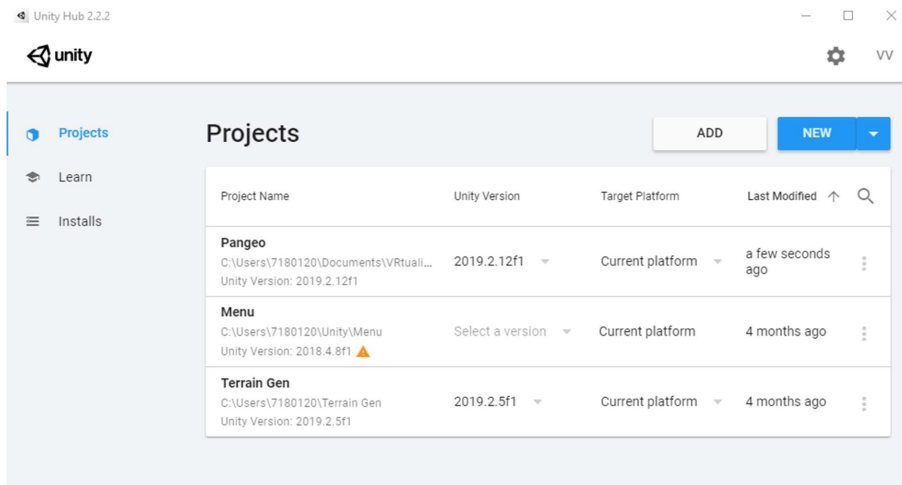 Unity Hub 2.2.2
unity
VV
Projects
Learn
Installs
Projects
ADD
NEW
Project Name Unity Version Target Platform Last Modified
Pangeo
C:\Users\7180120\Documents\VRtuali...
Unity Version: 2019.2.12f1
2019.2.12f1
Current platform
a few seconds
ago
Menu
C:\Users\7180120\Unity\Menu
Unity Version: 2018.4.8f1
Select a version
Current platform
4 months ago
Terrain Gen
C:\Users\7180120\Terrain Gen
Unity Version: 2019.2.5f1
2019.2.5f1
Current platform
4 months ago